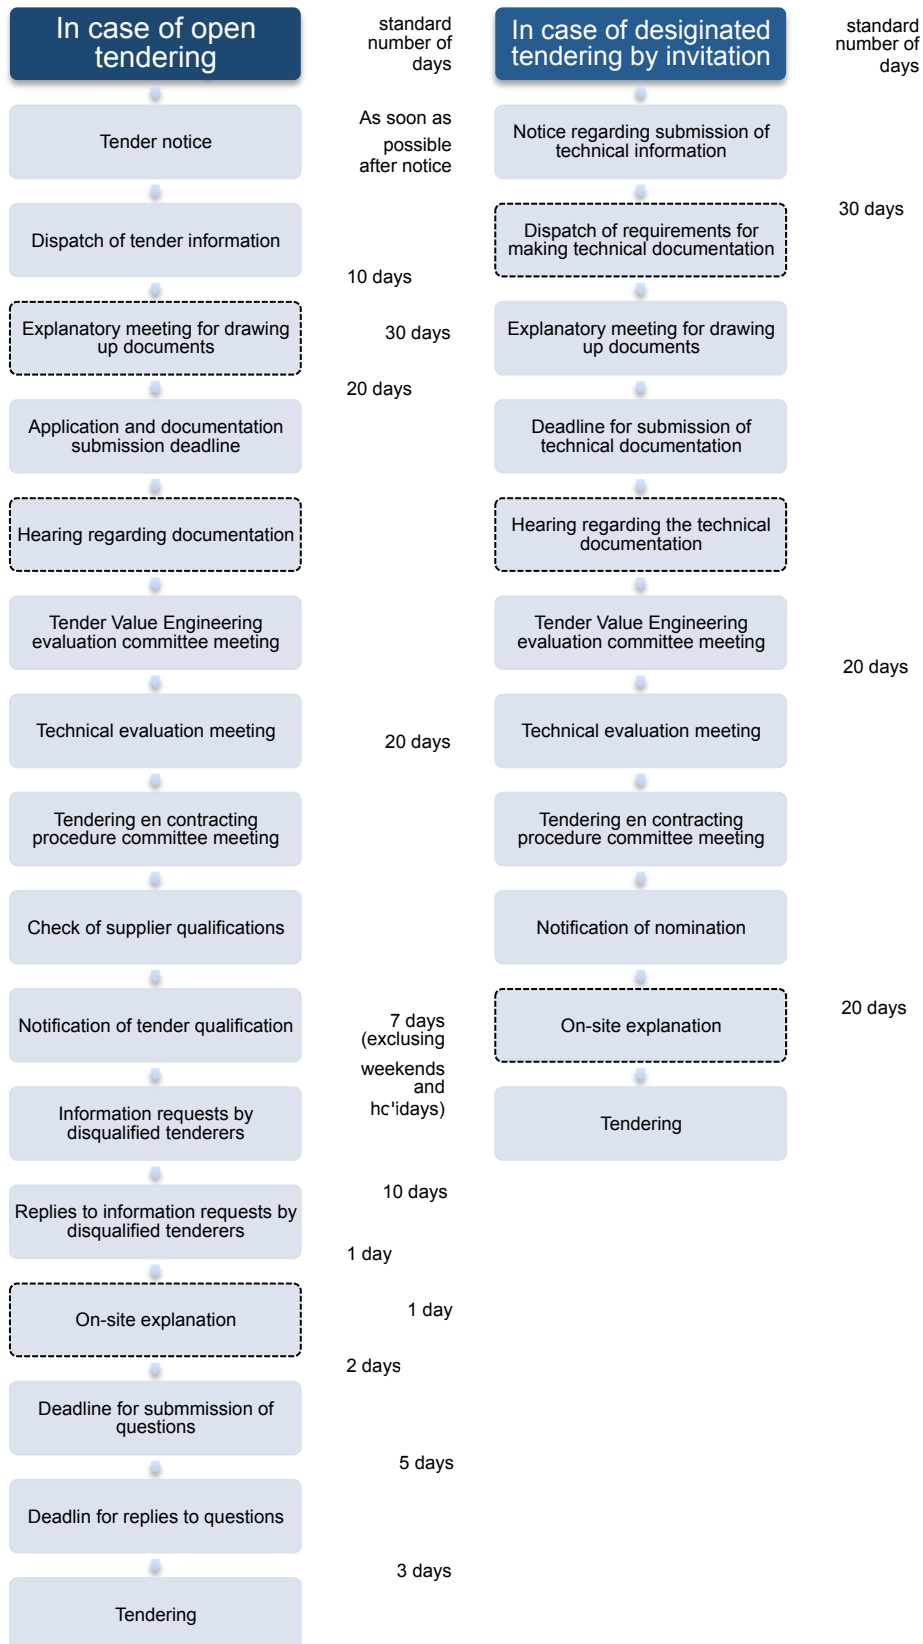 In case of open
tendering
standard
number of
days
Tender notice
As soon as
possible
after notice
Dispatch of tender information
10 days
Explanatory meeting for drawing
up documents
30 days
20 days
Application and documentation
submission deadline
Hearing regarding documentation
Tender Value Engineering
evaluation committee meeting
Technical evaluation meeting
20 days
Tendering en contracting
procedure committee meeting
Check of supplier qualifications
Notification of tender qualification
7 days
(exclusing
weekends
and
holidays)
Information requests by
disqualified tenderers
10 days
Replies to information requests by
disqualified tenderers
1 day
On-site explanation
1 day
2 days
Deadline for submmission of
questions
5 days
Deadlin for replies to questions
3 days
Tendering
In case of desiginated
tendering by invitation
standard
number of
days
Notice regarding submission of
technical information
30 days
Dispatch of requirements for
making technical documentation
Explanatory meeting for drawing
up documents
Deadline for submission of
technical documentation
Hearing regarding the technical
documentation
Tender Value Engineering
evaluation committee meeting
20 days
Technical evaluation meeting
Tendering en contracting
procedure committee meeting
Notification of nomination
20 days
On-site explanation
Tendering